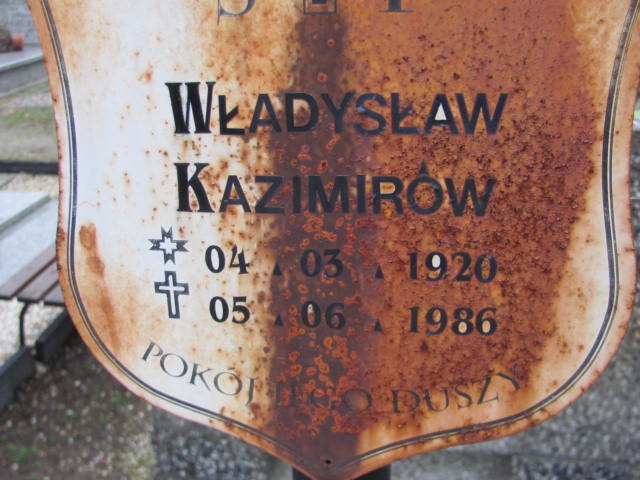 Władysław
Kazimirów
04 . 03 . 1920
05 . 06 . 1986
POKÓJ JEGO DUSZY